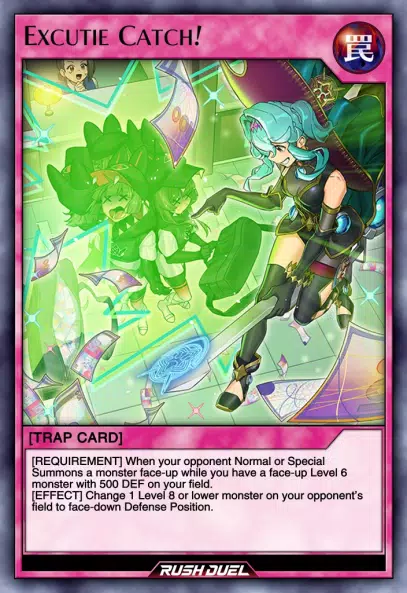 Excutie Catch!
罠
[TRAP CARD]
[REQUIREMENT] When your opponent Normal or Special
Summons a monster face-up while you have a face-up Level 6
monster with 500 DEF on your field.
[EFFECT] Change 1 Level 8 or lower monster on your opponent's
field to face-down Defense Position.
RUSH DUEL